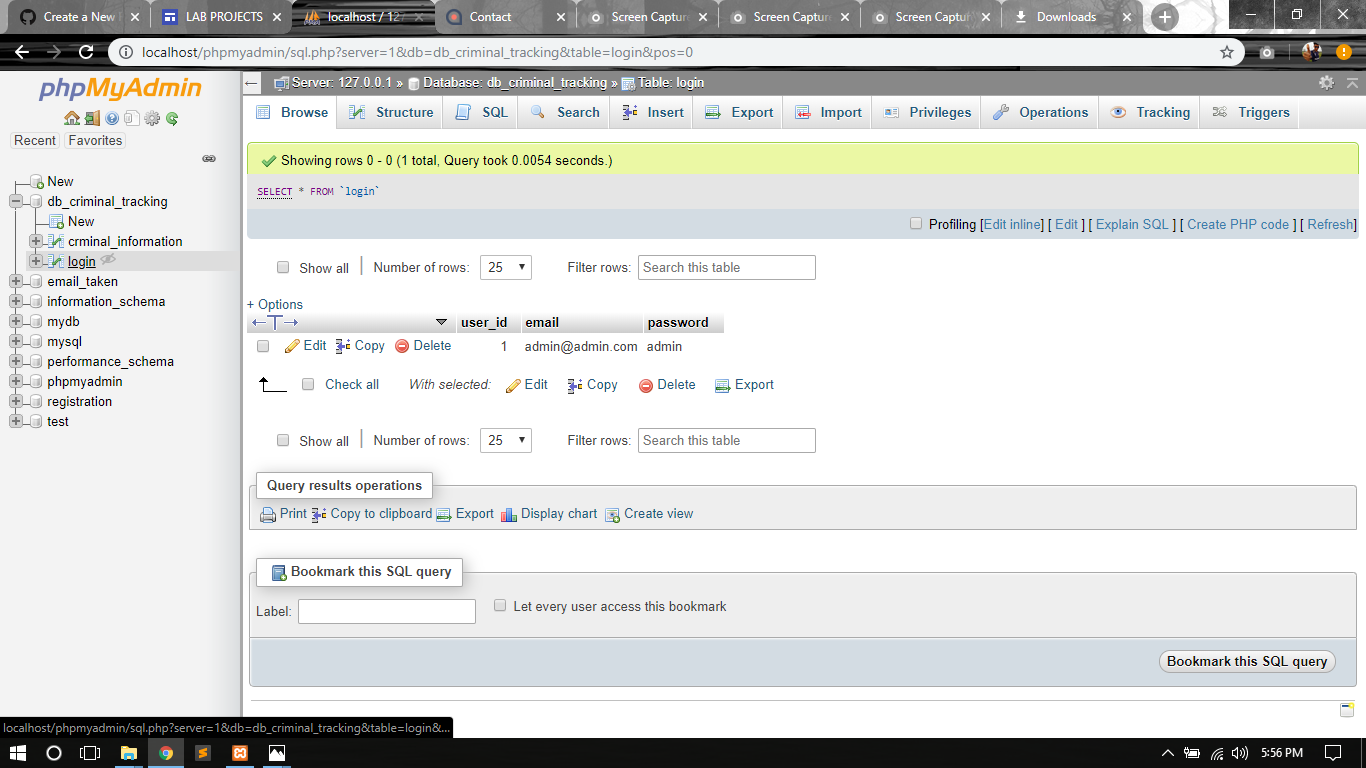 Create a New
LAB PROJECTS
localhost / 127
Contact
Screen Captur
Screen Captur
Screen Captur
Downloads
localhost/phpmyadmin/sql.php?server=1&db=db_criminal_tracking&table=login&pos=0
phpMyAdmin
Recent Favorites
New
db_criminal_tracking
New
crminal_information
login
email_taken
information_schema
mydb
mysql
performance_schema
phpmyadmin
registration
test
Server: 127.0.0.1 » Database: db_criminal_tracking » Table: login
Browse Structure SQL Search Insert Export Import Privileges Operations Tracking Triggers
Showing rows 0 - 0 (1 total, Query took 0.0054 seconds.)
SELECT * FROM `login`
Profiling [Edit inline] [ Edit ] [ Explain SQL ] [ Create PHP code ] [ Refresh]
Show all | Number of rows: 25 Filter rows: Search this table
+ Options
←T→ user_id email password
Edit Copy Delete 1 admin@admin.com admin
Check all With selected: Edit Copy Delete Export
Show all | Number of rows: 25 Filter rows: Search this table
Query results operations
Print Copy to clipboard Export Display chart Create view
Bookmark this SQL query
Label: Let every user access this bookmark
Bookmark this SQL query
localhost/phpmyadmin/sql.php?server=1&db=db_criminal_tracking&table=login&...
5:56 PM